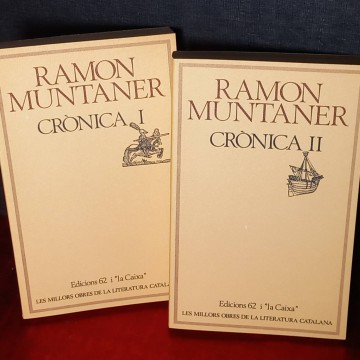 RAMON
MUNTANER
CRÒNICA I
Edicions 62 i "la Caixa"
LES MILLORS OBRES DE LA LITERATURA CATALANA
RAMON
MUNTANER
CRÒNICA II
Edicions 62 i "la Caixa"
LES MILLORS OBRES DE LA LITERATURA CATALANA